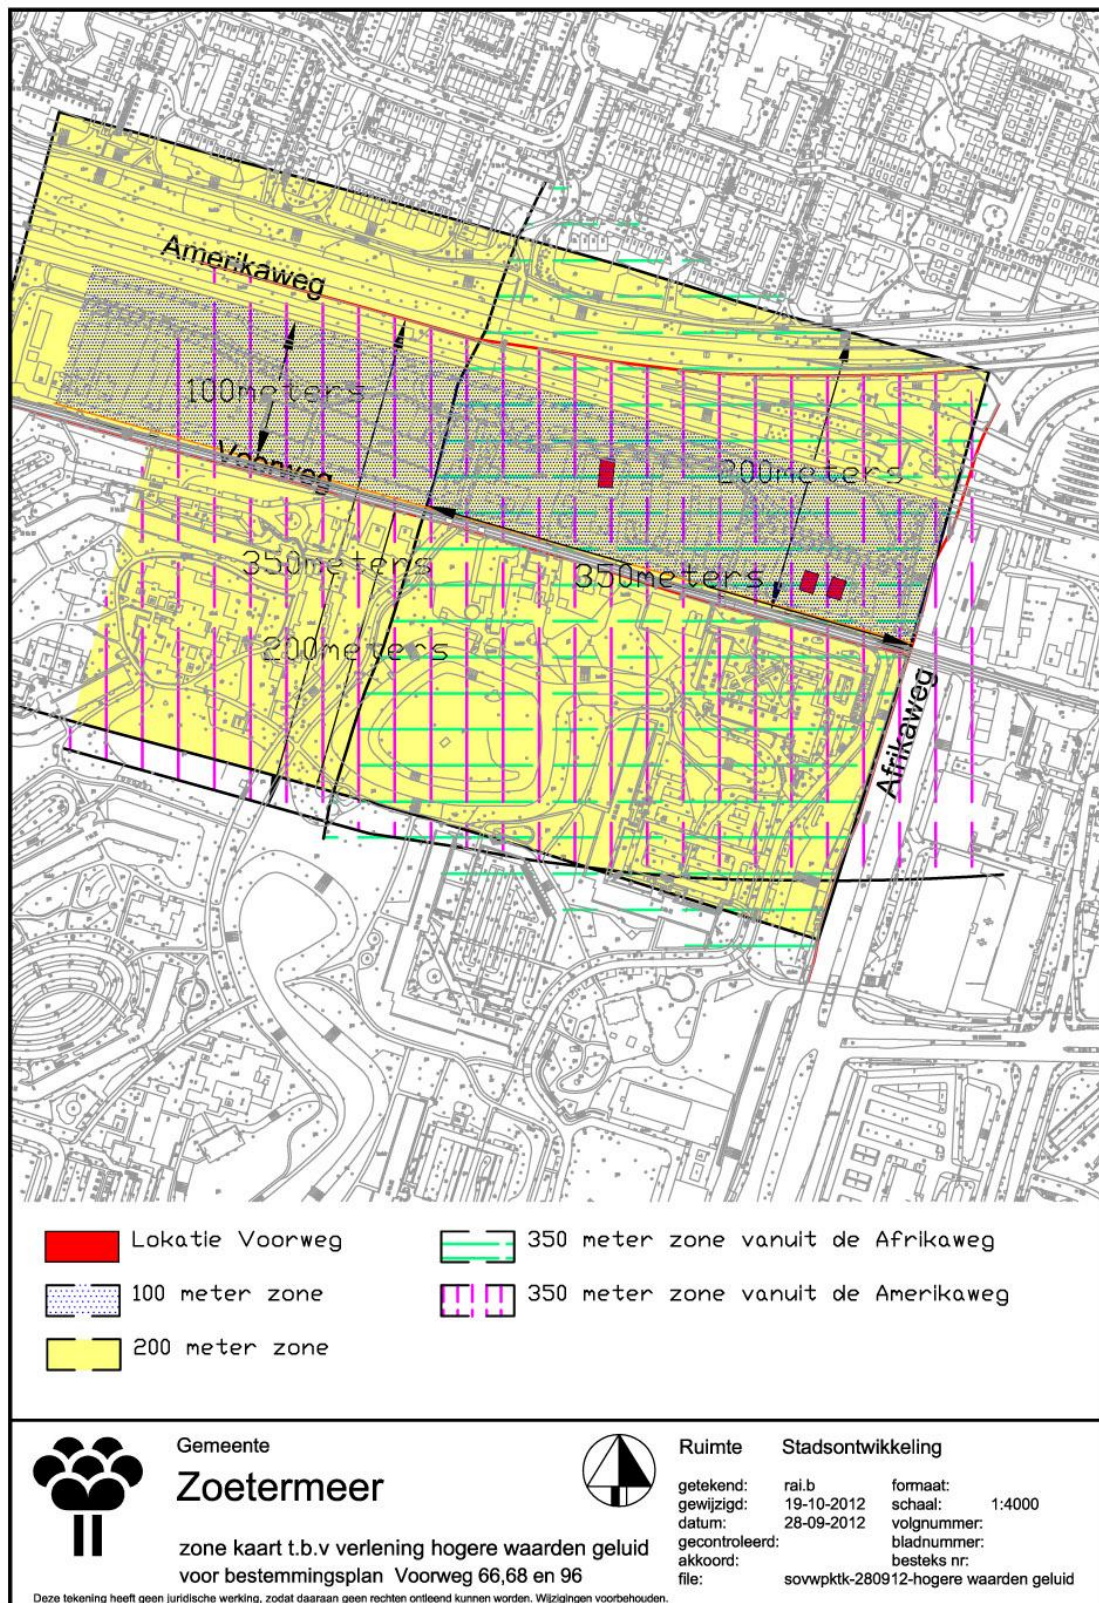 Amerikaweg
100meters
Voorweg
200meters
350meters
350meters
200meters
Afrikaweg
Lokatie Voorweg
350 meter zone vanuit de Afrikaweg
100 meter zone
350 meter zone vanuit de Amerikaweg
200 meter zone
Gemeente
Zoetermeer
zone kaart t.b.v verlening hogere waarden geluid
voor bestemmingsplan Voorweg 66,68 en 96
Ruimte Stadsontwikkeling
getekend: rai.b formaat:
gewijzigd: 19-10-2012 schaal: 1:4000
datum: 28-09-2012 volgnummer:
gecontroleerd: bladnummer:
akkoord: besteks nr:
file: sovwpktk-280912-hogere waarden geluid
Deze tekening heeft geen juridische werking, zodat daaraan geen rechten ontleend kunnen worden. Wijzigingen voorbehouden.